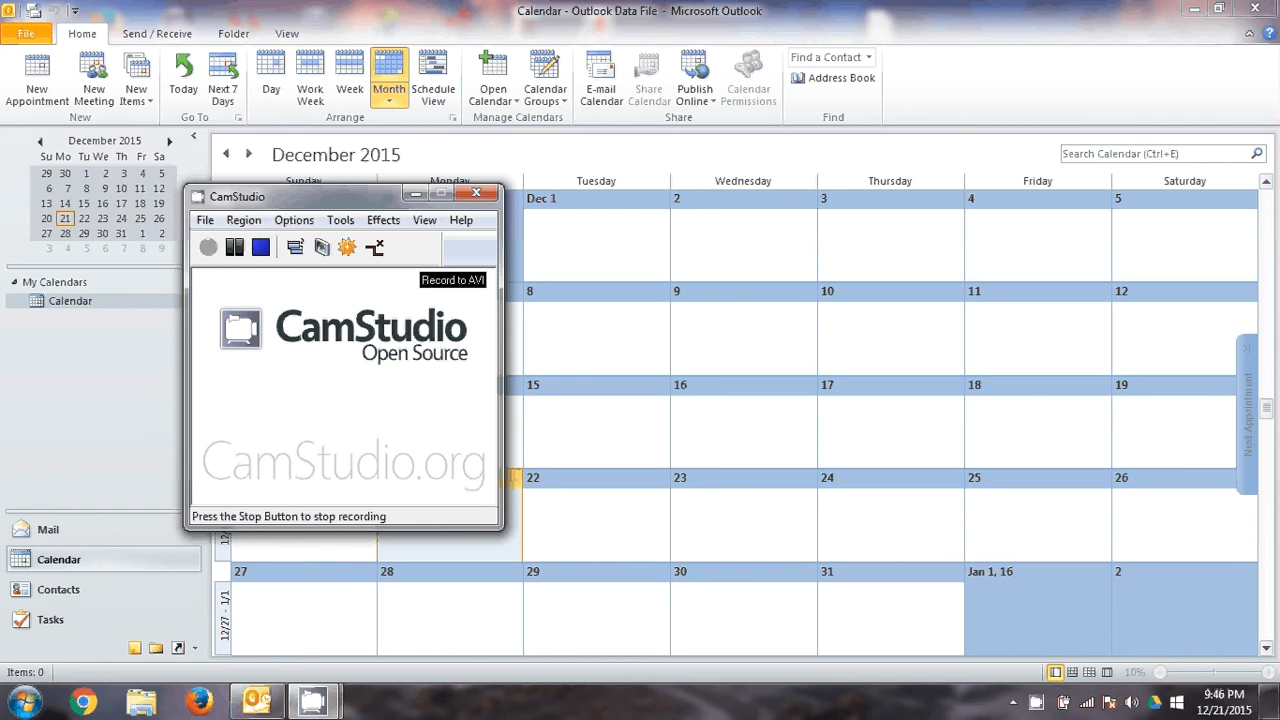 Calendar - Outlook Data File - Microsoft Outlook
File Home Send / Receive Folder View
New Appointment
New Meeting
New Items
Today
Next 7 Days
Day
Work Week
Week
Month
Schedule View
Open Calendar
Calendar Groups
E-mail Calendar
Share Calendar
Publish Online
Calendar Permissions
Find a Contact
Address Book
New Go To Arrange Manage Calendars Share Find
December 2015
Su Mo Tu We Th Fr Sa
29 30 1 2 3 4 5
6 7 8 9 10 11 12
13 14 15 16 17 18 19
20 21 22 23 24 25 26
27 28 29 30 31 1 2
3 4 5 6 7 8 9
My Calendars
Calendar
Mail
Calendar
Contacts
Tasks
December 2015
Search Calendar (Ctrl+E)
Sunday Monday Tuesday Wednesday Thursday Friday Saturday
Dec 1 2 3 4 5
8 9 10 11 12
15 16 17 18 19
22 23 24 25 26
27 28 29 30 31 Jan 1, 16 2
12/27 - 1/1
Next Appointment
CamStudio
File Region Options Tools Effects View Help
Record to AVI
CamStudio
Open Source
CamStudio.org
Press the Stop Button to stop recording
Items: 0
10%
9:46 PM
12/21/2015